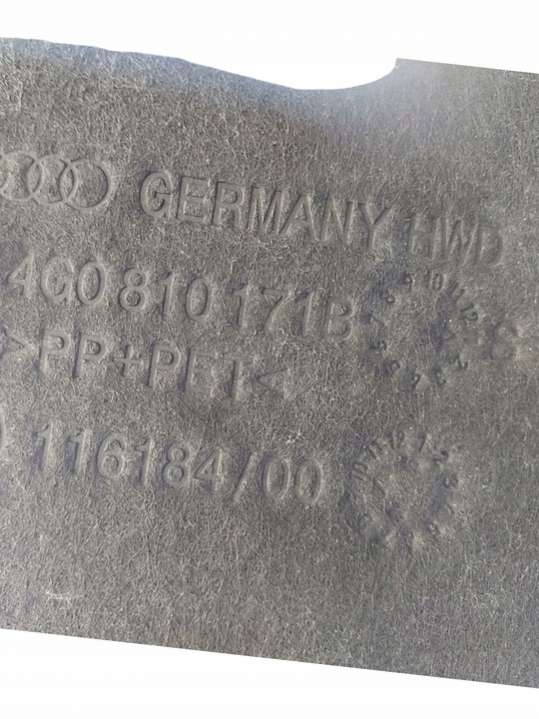 GERMANY HWD
4G0 810 171B
>PP+PET<
116184/00